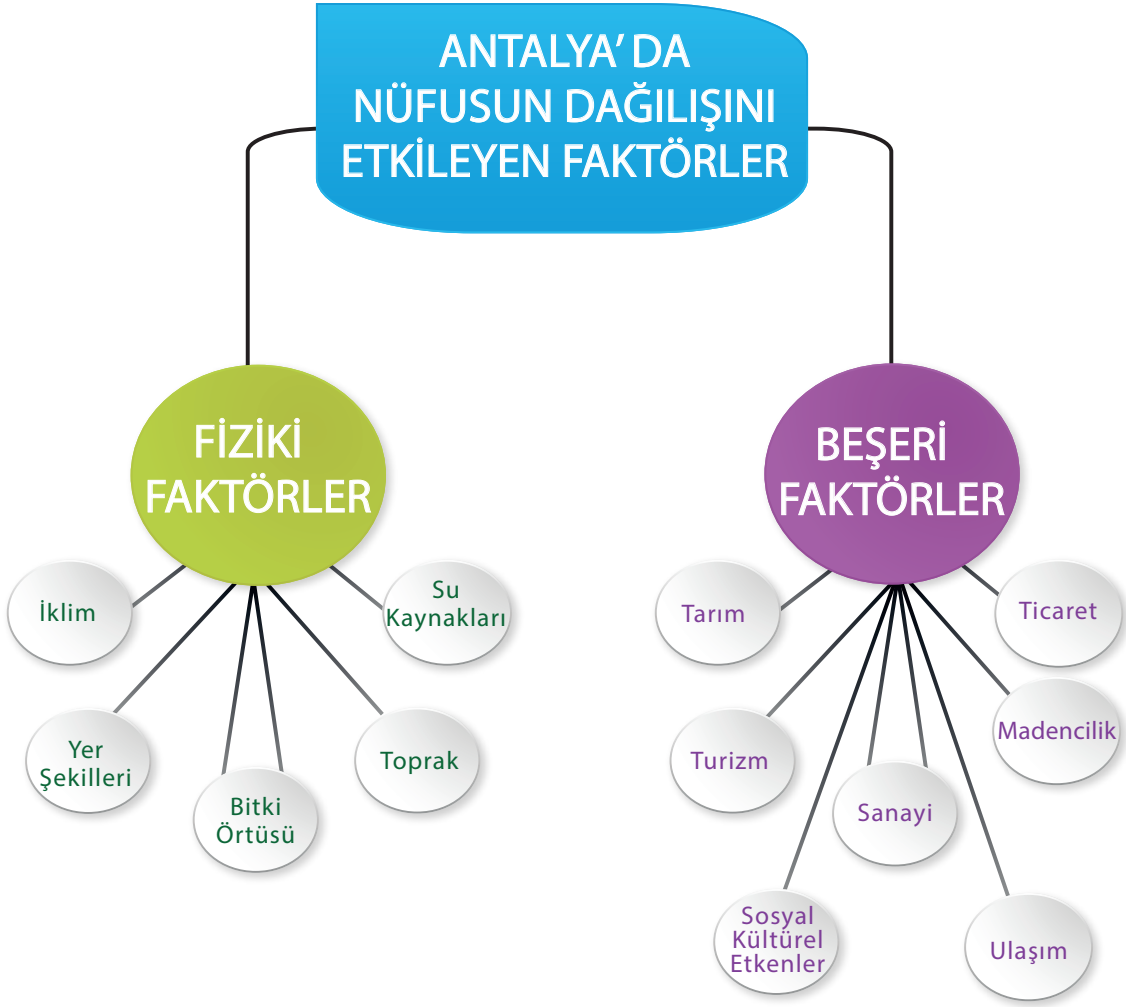 ANTALYA' DA
NÜFUSUN DAĞILIŞINI
ETKİLEYEN FAKTÖRLER
FİZİKİ
FAKTÖRLER
İklim
Yer
Şekilleri
Bitki
Örtüsü
Toprak
Su
Kaynakları
BEŞERİ
FAKTÖRLER
Tarım
Turizm
Sosyal
Kültürel
Etkenler
Sanayi
Ulaşım
Madencilik
Ticaret